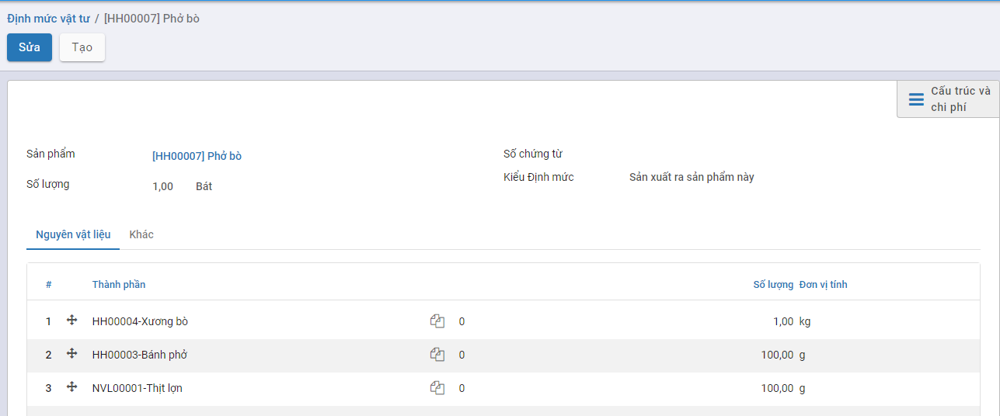 Định mức vật tư / [HH00007] Phở bò
Sửa Tạo
Cấu trúc và
chi phí
Sản phẩm [HH00007] Phở bò
Số chứng từ
Số lượng 1,00 Bát
Kiểu Định mức Sản xuất ra sản phẩm này
Nguyên vật liệu Khác
# Thành phần Số lượng Đơn vị tính
1 HH00004-Xương bò 0 1,00 kg
2 HH00003-Bánh phở 0 100,00 g
3 NVL00001-Thịt lợn 0 100,00 g